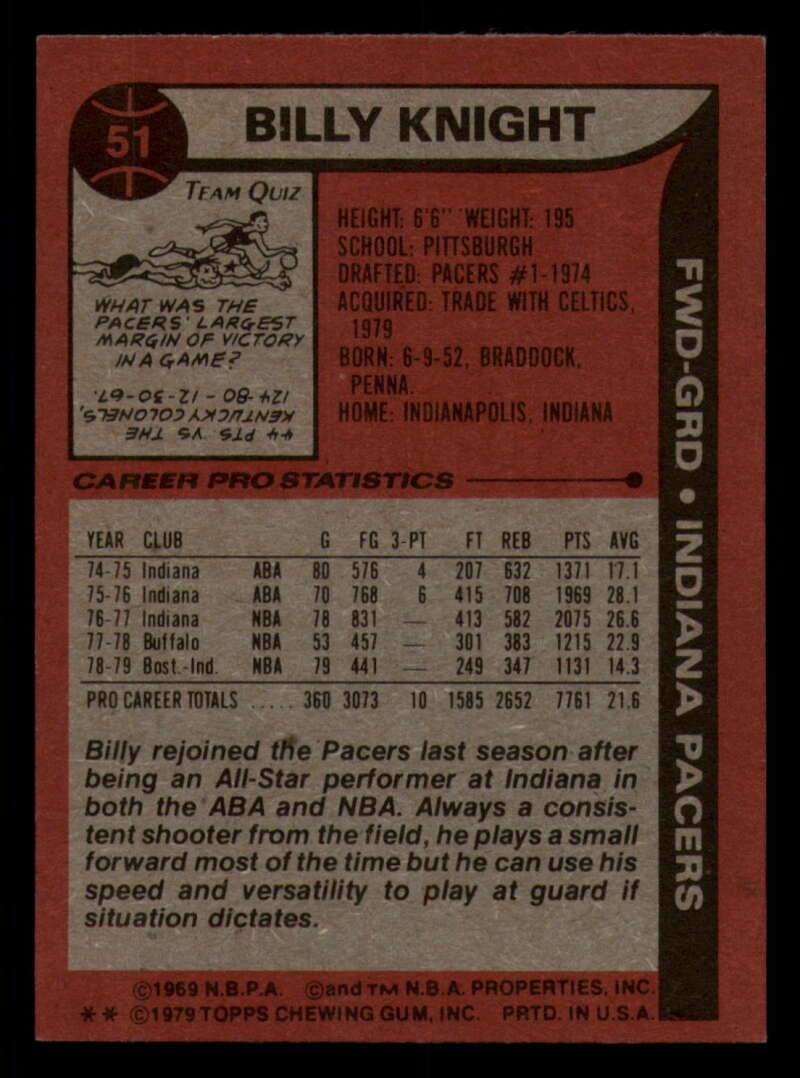 51
BILLY KNIGHT
TEAM QUIZ
WHAT WAS THE
PACERS' LARGEST
MARGIN OF VICTORY
IN A GAME?
44 PTS VS THE
KENTUCKY COLONELS,
124-80 - 12-30-67.
HEIGHT: 6'6" WEIGHT: 195
SCHOOL: PITTSBURGH
DRAFTED: PACERS #1-1974
ACQUIRED: TRADE WITH CELTICS,
1979
BORN: 6-9-52, BRADDOCK,
PENNA.
HOME: INDIANAPOLIS, INDIANA
FWD-GRD • INDIANA PACERS
CAREER PRO STATISTICS
YEAR CLUB G FG 3-PT FT REB PTS AVG
74-75 Indiana ABA 80 576 4 207 632 1371 17.1
75-76 Indiana ABA 70 768 6 415 708 1969 28.1
76-77 Indiana NBA 78 831 — 413 582 2075 26.6
77-78 Buffalo NBA 53 457 — 301 383 1215 22.9
78-79 Bost.-Ind. NBA 79 441 — 249 347 1131 14.3
PRO CAREER TOTALS ..... 360 3073 10 1585 2652 7761 21.6
Billy rejoined the Pacers last season after
being an All-Star performer at Indiana in
both the ABA and NBA. Always a consis-
tent shooter from the field, he plays a small
forward most of the time but he can use his
speed and versatility to play at guard if
situation dictates.
©1969 N.B.P.A. ©and TM N.B.A. PROPERTIES, INC.
** ©1979 TOPPS CHEWING GUM, INC. PRTD. IN U.S.A.